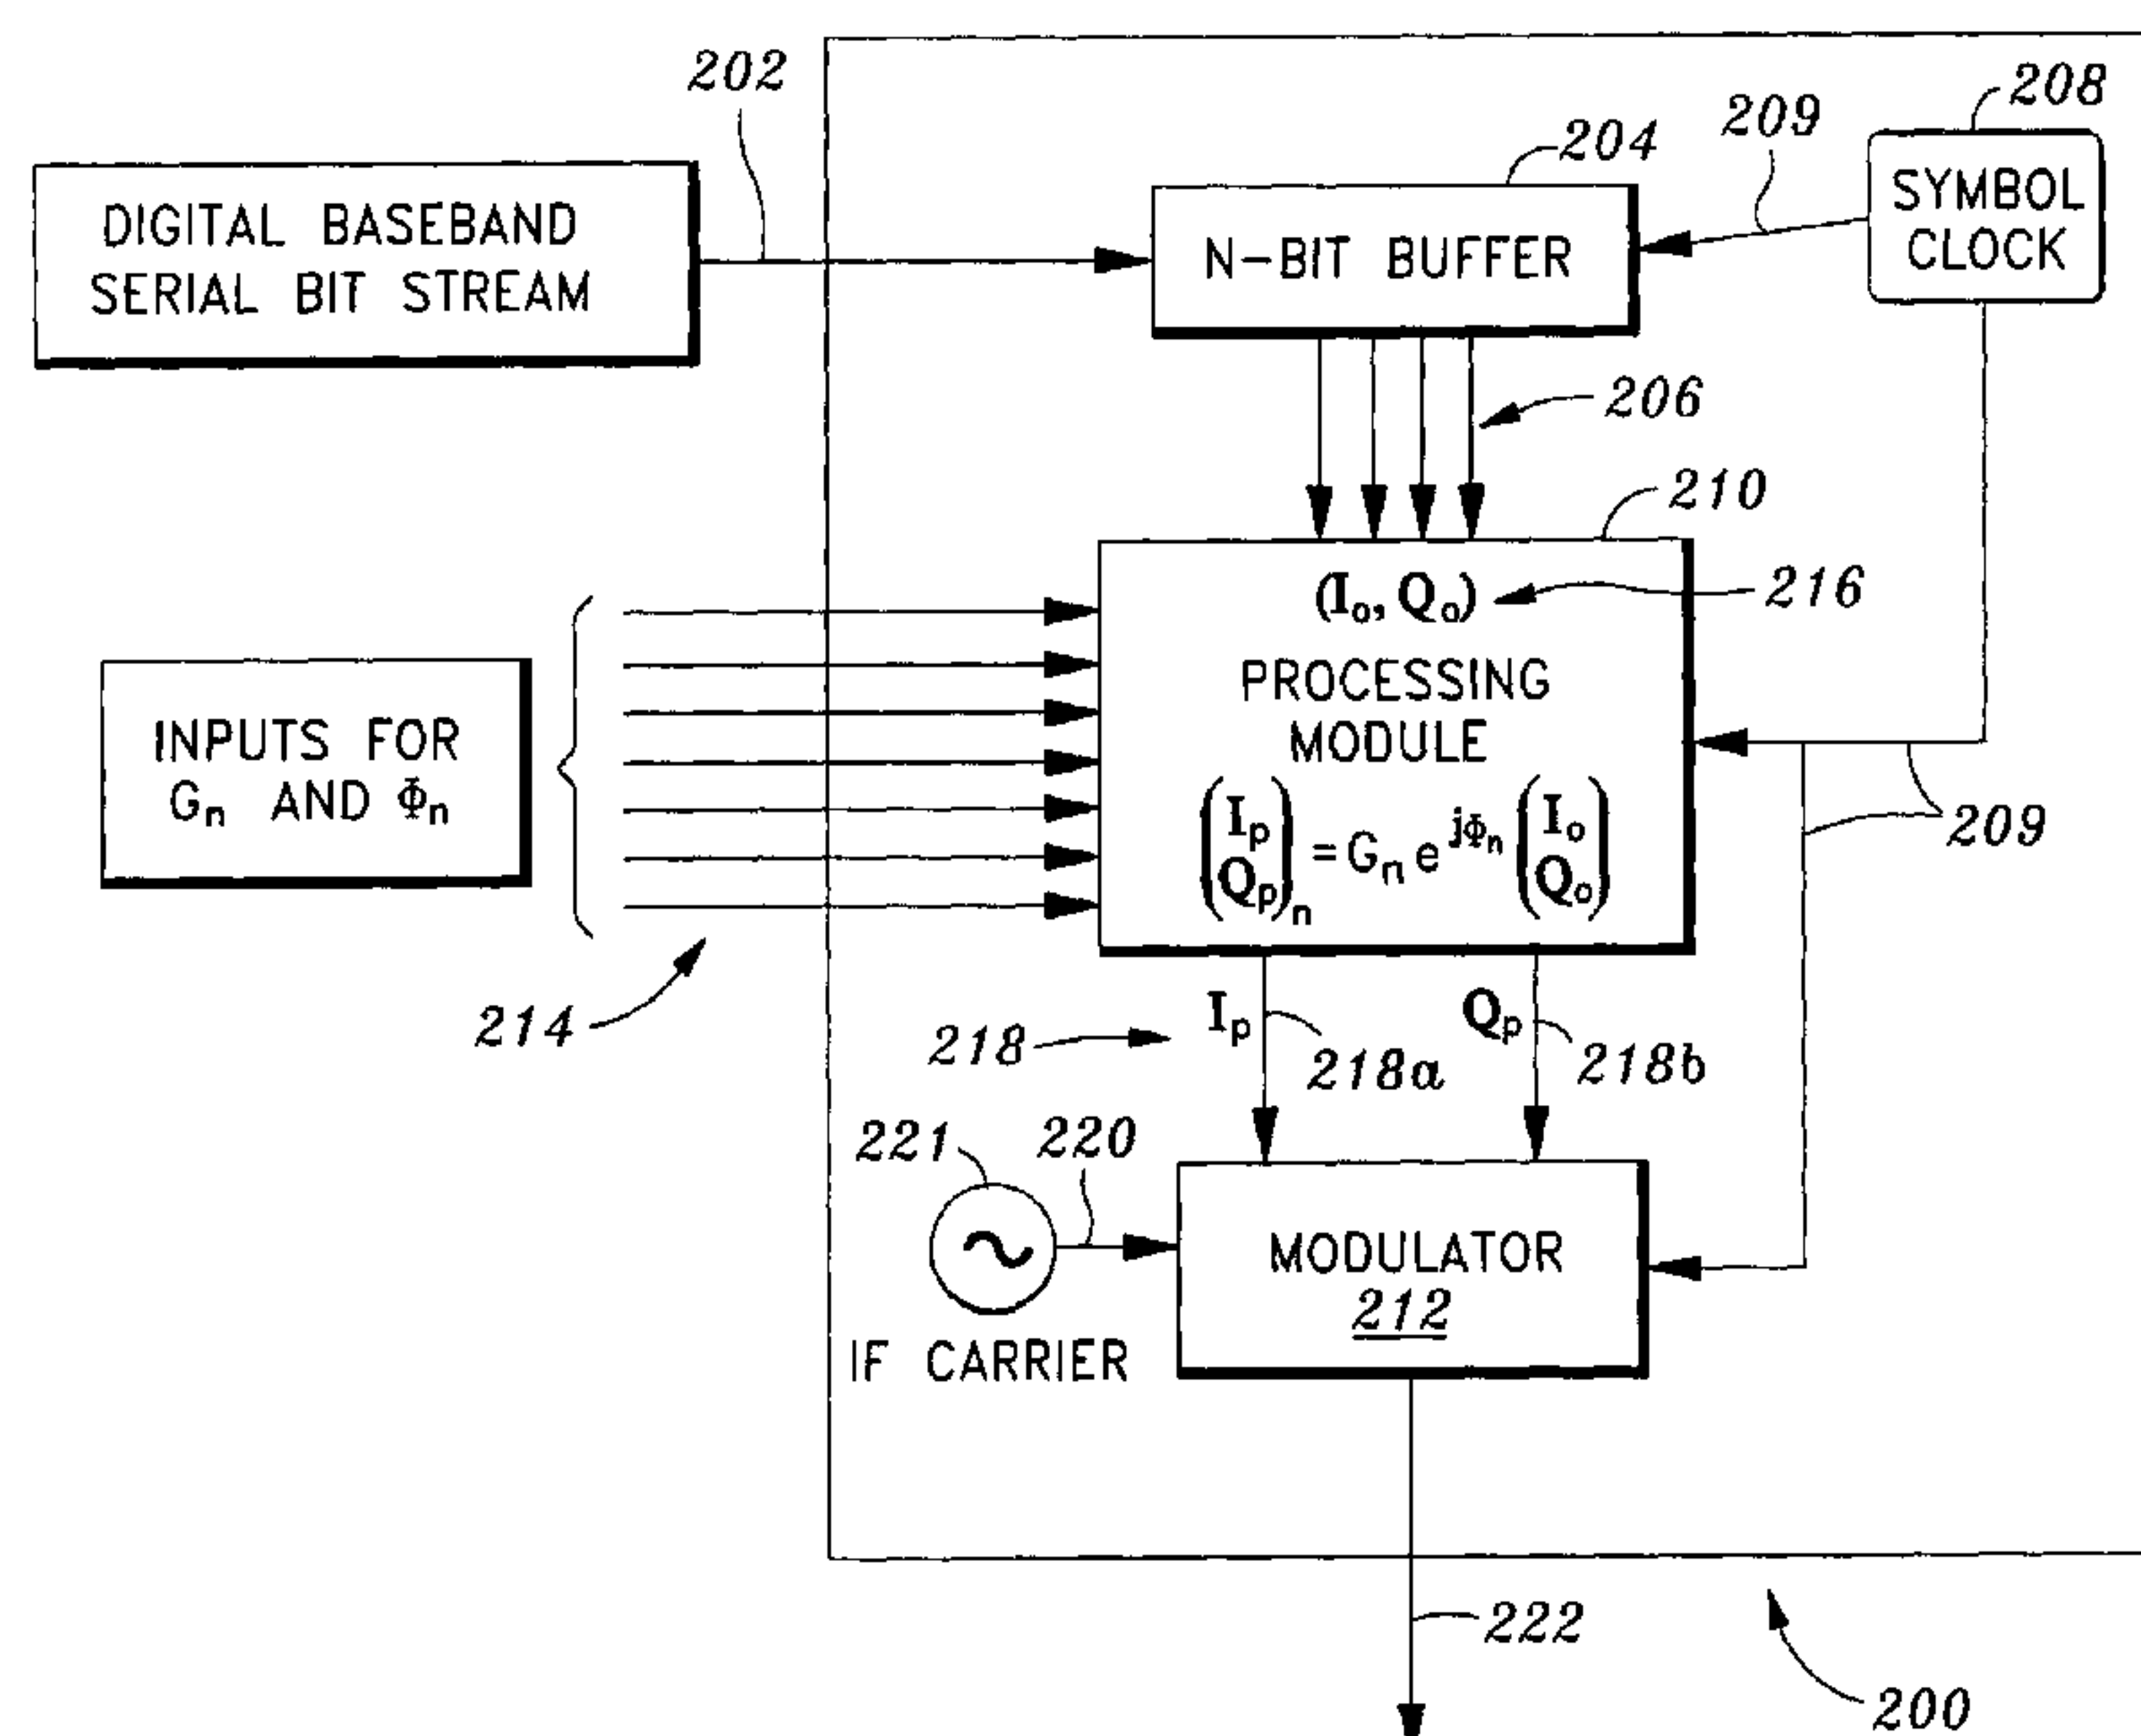 202
208
209
204
DIGITAL BASEBAND
SERIAL BIT STREAM
N-BIT BUFFER
SYMBOL
CLOCK
206
210
(I₀, Q₀)
216
PROCESSING
MODULE
INPUTS FOR
Gₙ AND Φₙ
(Iₚ Qₚ)ₙ = Gₙ e^{jΦₙ} (I₀ Q₀)
209
214
218
Iₚ
218a
Qₚ
218b
221
220
MODULATOR
212
IF CARRIER
222
200